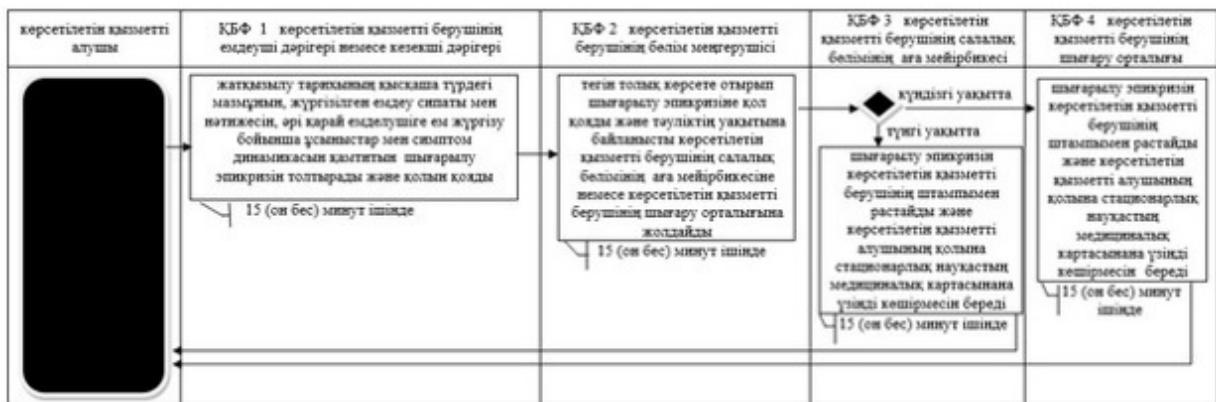 көрсетілетін қызметті
алушы
ҚБФ 1 көрсетілетін қызметті берушінің
емдеуші дәрігері немесе кезекші дәрігері
ҚБФ 2 көрсетілетін қызметті
берушінің бөлім меңгерушісі
ҚБФ 3 көрсетілетін
қызметті берушінің салалық
бөлімінің аға мейірбикесі
ҚБФ 4 көрсетілетін
қызметті берушінің
шығару орталығы
жатқызылу тарихының қысқаша түрдегі
мазмұнын, жүргізілген емдеу сипаты мен
нәтижесін, әрі қарай емделушіге ем жүргізу
бойынша ұсыныстар мен симптом
динамикасын қамтитын шығарылу
эпикризін толтырады және қолын қояды
15 (он бес) минут ішінде
тегін толық көрсете отырып
шығарылу эпикризіне қол
қояды және тәуліктің уақытына
байланысты көрсетілетін
қызметті берушінің салалық
бөлімінің аға мейірбикесіне
немесе көрсетілетін қызметті
берушінің шығару орталығына
жолдайды
15 (он бес) минут ішінде
күндізгі уақытта
түнгі уақытта
шығарылу эпикризін
көрсетілетін қызметті
берушінің штампымен
растайды және
көрсетілетін қызметті
алушының қолына
стационарлық науқастың
медициналық картасынана
үзінді көшірмесін береді
15 (он бес) минут ішінде
шығарылу эпикризін
көрсетілетін қызметті
берушінің
штампымен растайды
және көрсетілетін
қызметті алушының
қолына стационарлық
науқастың
медициналық
картасынана үзінді
көшірмесін береді
15 (он бес) минут
ішінде